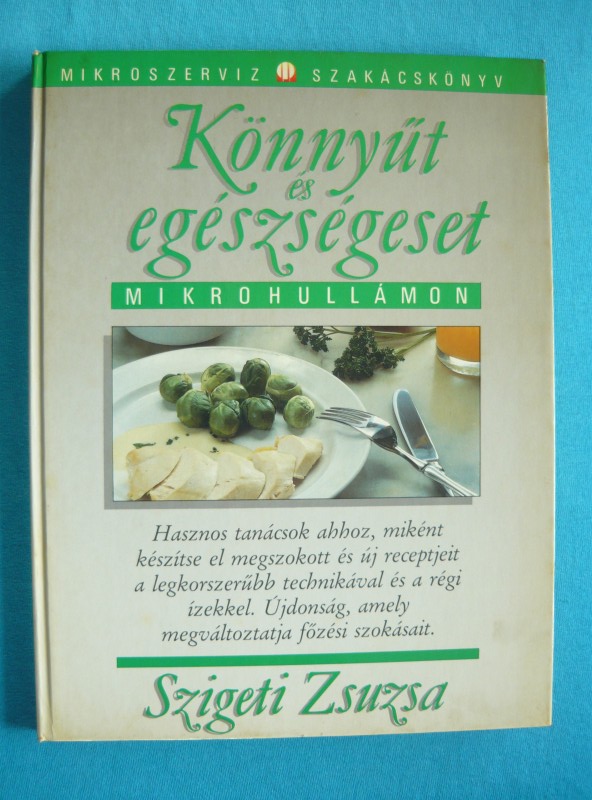 MIKROSZERVIZ SZAKÁCSKÖNYV
Könnyűt
és
egészségeset
MIKROHULLÁMON
Hasznos tanácsok ahhoz, miként
készítse el megszokott és új receptjeit
a legkorszerűbb technikával és a régi
ízekkel. Újdonság, amely
megváltoztatja főzési szokásait.
Szigeti Zsuzsa